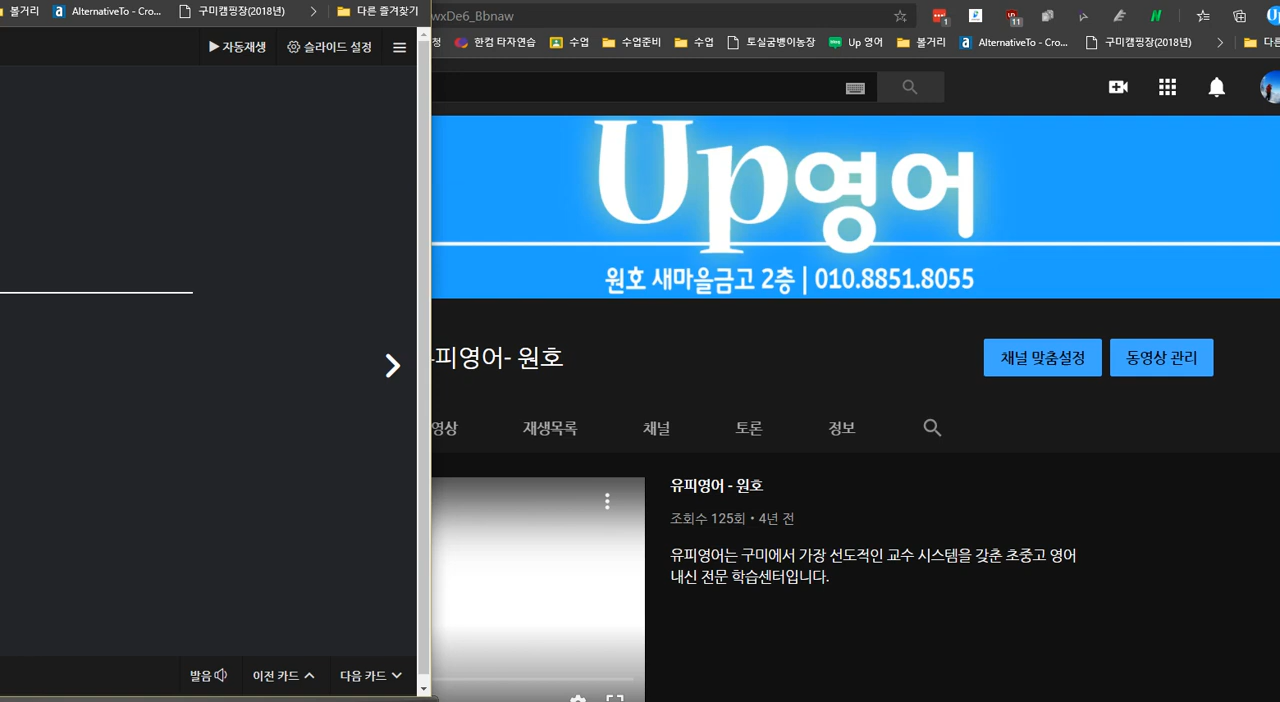 볼거리
AlternativeTo - Cro...
구미캠핑장(2018년)
다른 즐겨찾기
▶자동재생
슬라이드 설정
발음
이전 카드
다음 카드
wxDe6_Bbnaw
1
11
청
한컴 타자연습
수업
수업준비
수업
토실굼벵이농장
Up 영어
볼거리
AlternativeTo - Cro...
구미캠핑장(2018년)
다른
Up영어
원호 새마을금고 2층 | 010.8851.8055
피영어- 원호
채널 맞춤설정
동영상 관리
영상
재생목록
채널
토론
정보
유피영어 - 원호
조회수 125회 • 4년 전
유피영어는 구미에서 가장 선도적인 교수 시스템을 갖춘 초중고 영어
내신 전문 학습센터입니다.